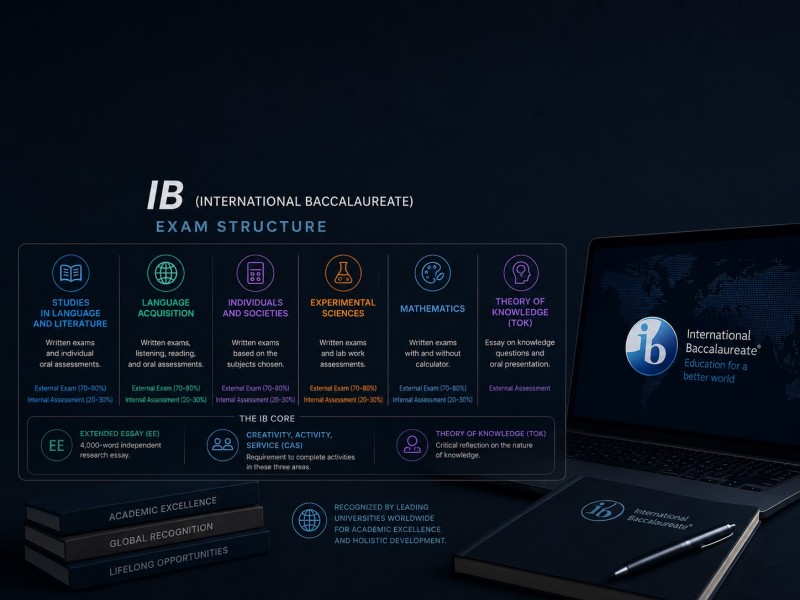 IB (INTERNATIONAL BACCALAUREATE)
EXAM STRUCTURE
STUDIES
IN LANGUAGE
AND LITERATURE
Written exams
and individual
oral assessments.
External Exam (70–80%)
Internal Assessment (20–30%)
LANGUAGE
ACQUISITION
Written exams,
listening, reading,
and oral assessments.
External Exam (70–80%)
Internal Assessment (20–30%)
INDIVIDUALS
AND SOCIETIES
Written exams
based on the
subjects chosen.
External Exam (70–80%)
Internal Assessment (20–30%)
EXPERIMENTAL
SCIENCES
Written exams
and lab work
assessments.
External Exam (70–80%)
Internal Assessment (20–30%)
MATHEMATICS
Written exams
with and without
calculator.
External Exam (70–80%)
Internal Assessment (20–30%)
THEORY OF
KNOWLEDGE
(TOK)
Essay on knowledge
questions and
oral presentation.
External Assessment
THE IB CORE
EE
EXTENDED ESSAY (EE)
4,000-word independent
research essay.
CREATIVITY, ACTIVITY,
SERVICE (CAS)
Requirement to complete activities
in these three areas.
THEORY OF KNOWLEDGE (TOK)
Critical reflection on the nature
of knowledge.
ib
International
Baccalaureate®
Education for a
better world
ACADEMIC EXCELLENCE
GLOBAL RECOGNITION
LIFELONG OPPORTUNITIES
RECOGNIZED BY LEADING
UNIVERSITIES WORLDWIDE
FOR ACADEMIC EXCELLENCE
AND HOLISTIC DEVELOPMENT.
ib
International
Baccalaureate®